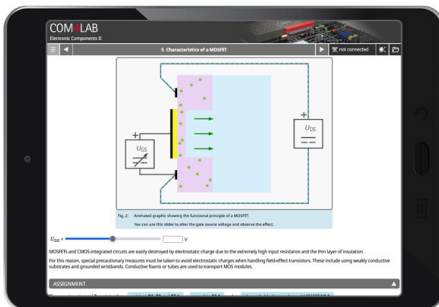 COM4LAB
Electronic Components II
5 Characteristics of a MOSFET
not connected
+
U_GS
+
U_DS
Fig. 2: Animated graphic showing the functional principle of a MOSFET.
You can use this slider to alter the gate source voltage and observe the effect.
V
MOSFETs and CMOS integrated circuits are easily destroyed by electrostatic charge due to the extremely high input resistance and the thin layer of insulation.
For this reason, special precautionary measures must be taken to avoid electrostatic charges when handling field-effect transistors. These include using weakly conductive
substrates and grounded wristbands. Conductive foams or tubes are used to transport MOS modules.
ASSIGNMENT